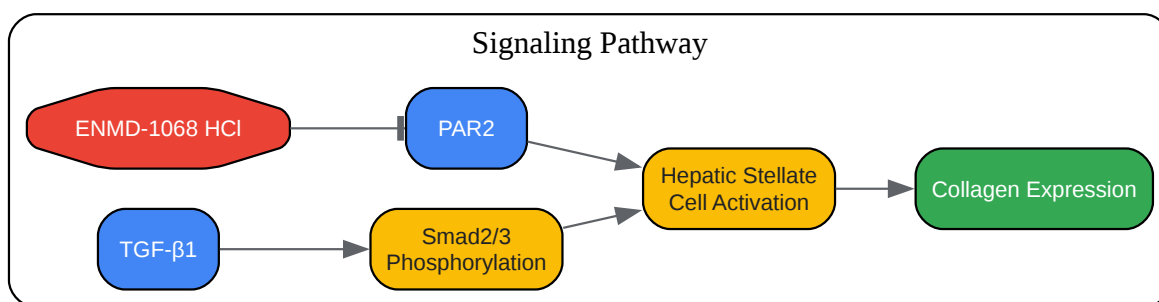 Signaling Pathway
ENMD-1068 HCl
PAR2
Hepatic Stellate
Cell Activation
Collagen Expression
TGF-β1
Smad2/3
Phosphorylation